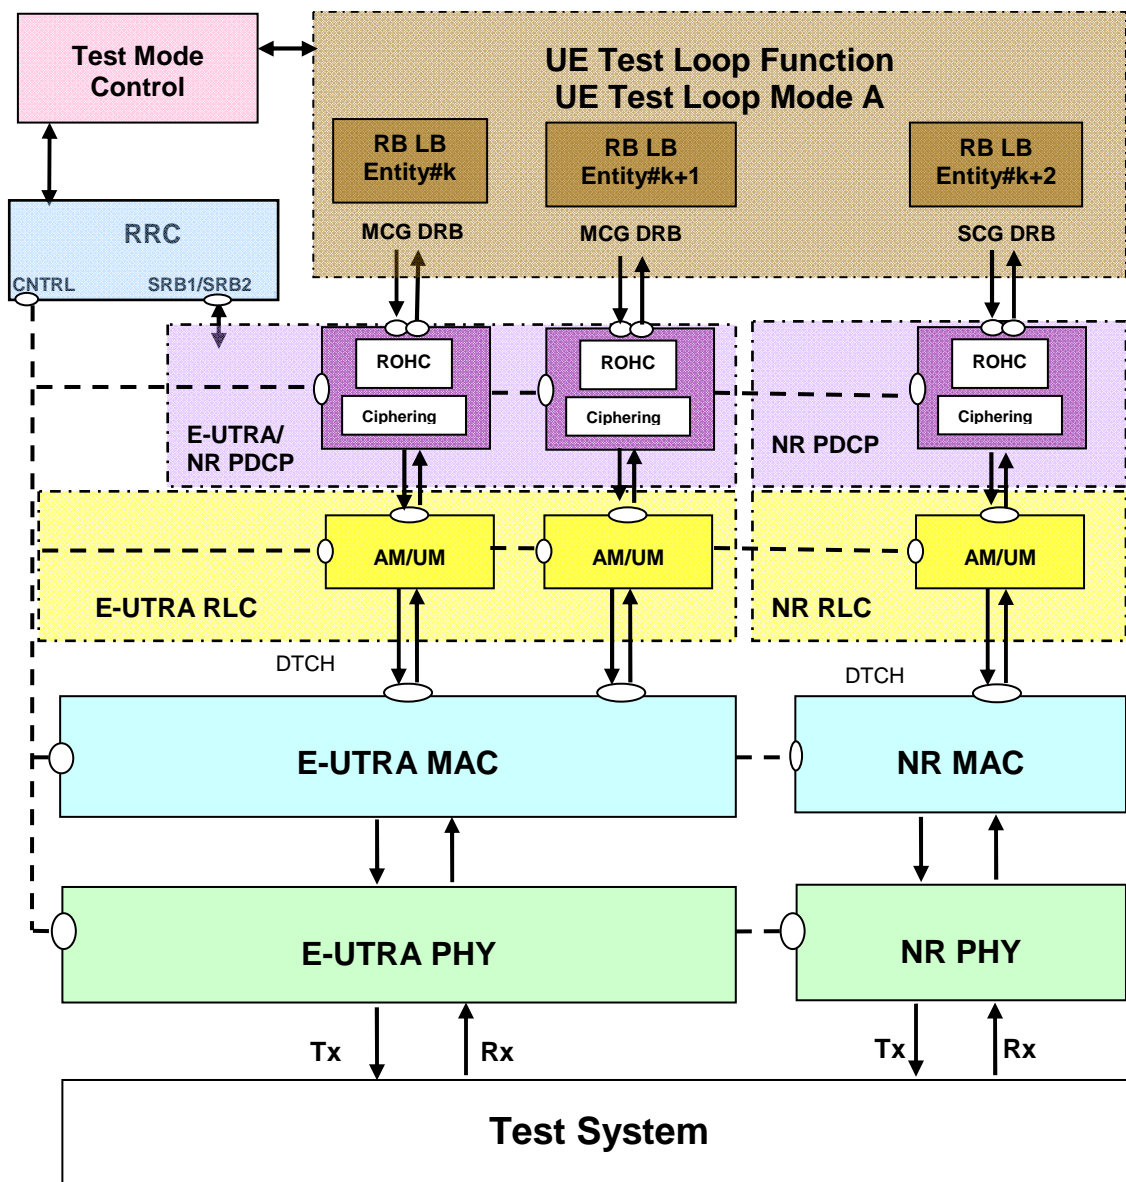 Test Mode
Control
UE Test Loop Function
UE Test Loop Mode A
RB LB
Entity#k
RB LB
Entity#k+1
RB LB
Entity#k+2
MCG DRB
MCG DRB
SCG DRB
RRC
CNTRL
SRB1/SRB2
ROHC
Ciphering
ROHC
Ciphering
ROHC
Ciphering
E-UTRA/
NR PDCP
NR PDCP
AM/UM
AM/UM
AM/UM
E-UTRA RLC
NR RLC
DTCH
DTCH
E-UTRA MAC
NR MAC
E-UTRA PHY
NR PHY
Tx
Rx
Tx
Rx
Test System